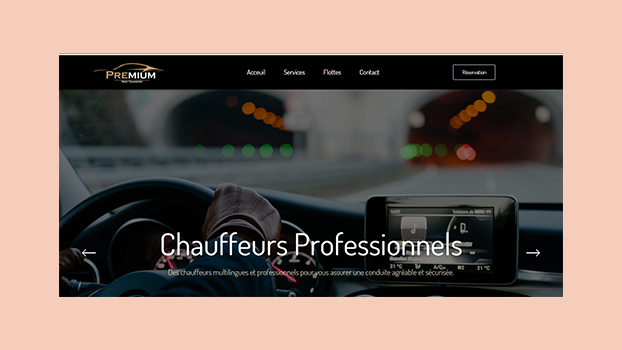 PREMIUM
Acceuil Services Flottes Contact Réservation
Chauffeurs Professionnels
Des chauffeurs multilingues et professionnels pour vous assurer une conduite agréable et sécurisée.